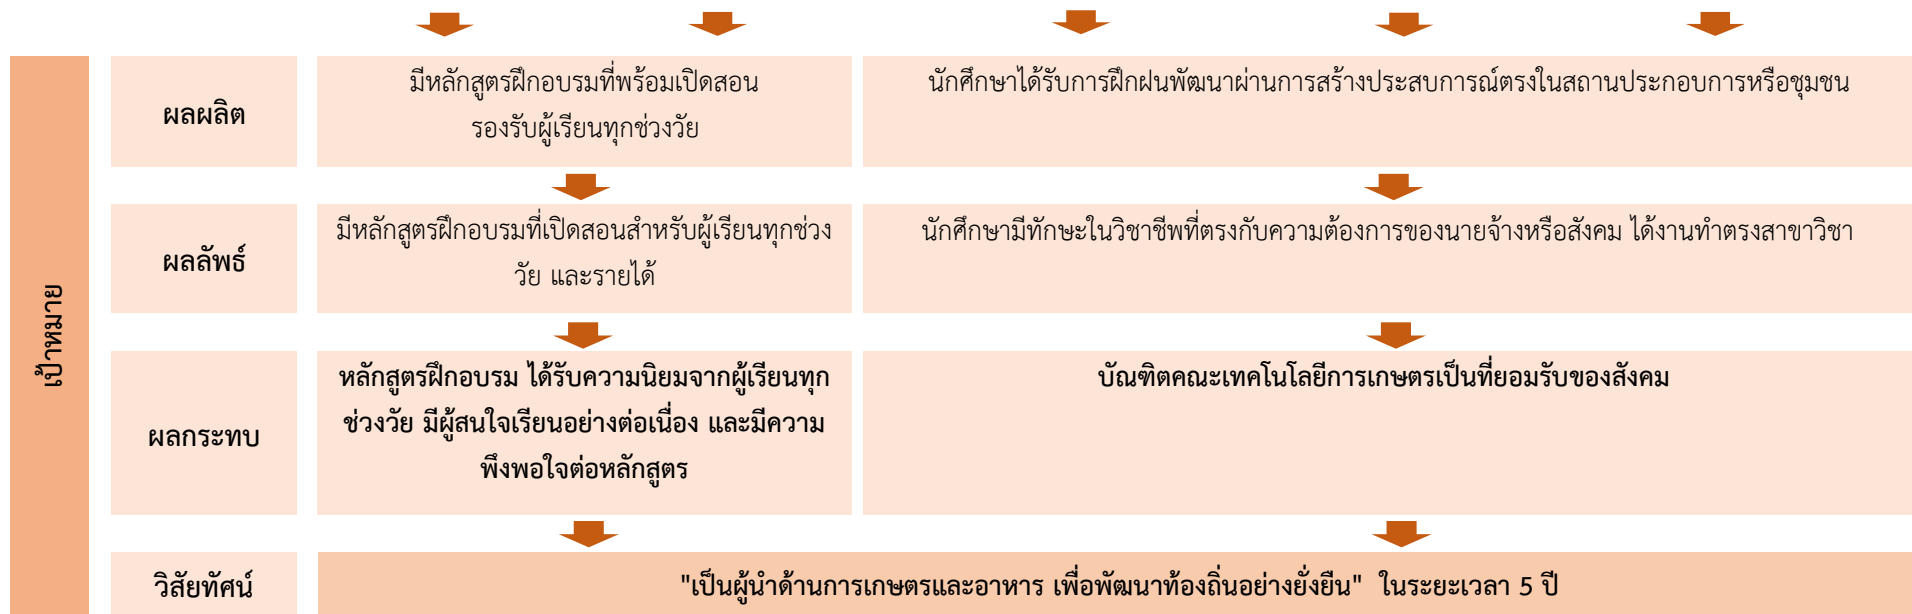 เป้าหมาย
ผลผลิต
มีหลักสูตรฝึกอบรมที่พร้อมเปิดสอน
รองรับผู้เรียนทุกช่วงวัย
นักศึกษาได้รับการฝึกฝนพัฒนาผ่านการสร้างประสบการณ์ตรงในสถานประกอบการหรือชุมชน
ผลลัพธ์
มีหลักสูตรฝึกอบรมที่เปิดสอนสำหรับผู้เรียนทุกช่วง
วัย และรายได้
นักศึกษามีทักษะในวิชาชีพที่ตรงกับความต้องการของนายจ้างหรือสังคม ได้งานทำตรงสาขาวิชา
ผลกระทบ
หลักสูตรฝึกอบรม ได้รับความนิยมจากผู้เรียนทุก
ช่วงวัย มีผู้สนใจเรียนอย่างต่อเนื่อง และมีความ
พึงพอใจต่อหลักสูตร
บัณฑิตคณะเทคโนโลยีการเกษตรเป็นที่ยอมรับของสังคม
วิสัยทัศน์
"เป็นผู้นำด้านการเกษตรและอาหาร เพื่อพัฒนาท้องถิ่นอย่างยั่งยืน" ในระยะเวลา 5 ปี